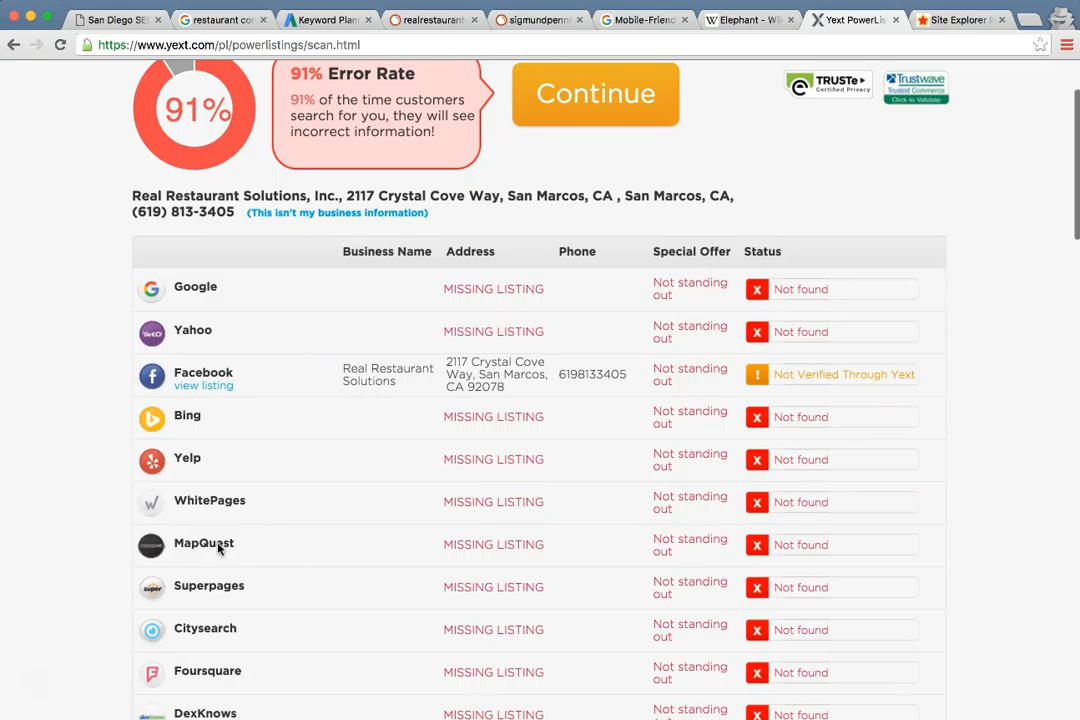 San Diego SE
restaurant co
Keyword Plan
realrestaurant
sigmundpenn
Mobile-Friend
Elephant - Wi
Yext PowerLis
Site Explorer
https://www.yext.com/pl/powerlistings/scan.html
91%
91% Error Rate
91% of the time customers
search for you, they will see
incorrect information!
Continue
TRUSTe
Certified Privacy
Trustwave
Trusted Commerce
Click to Validate
Real Restaurant Solutions, Inc., 2117 Crystal Cove Way, San Marcos, CA , San Marcos, CA,
(619) 813-3405 (This isn't my business information)
Business Name Address Phone Special Offer Status
Google MISSING LISTING Not standing out X Not found
Yahoo MISSING LISTING Not standing out X Not found
Facebook view listing Real Restaurant Solutions 2117 Crystal Cove Way, San Marcos, CA 92078 6198133405 Not standing out ! Not Verified Through Yext
Bing MISSING LISTING Not standing out X Not found
Yelp MISSING LISTING Not standing out X Not found
WhitePages MISSING LISTING Not standing out X Not found
MapQuest MISSING LISTING Not standing out X Not found
Superpages MISSING LISTING Not standing out X Not found
Citysearch MISSING LISTING Not standing out X Not found
Foursquare MISSING LISTING Not standing out X Not found
DexKnows MISSING LISTING Not standing X Not found